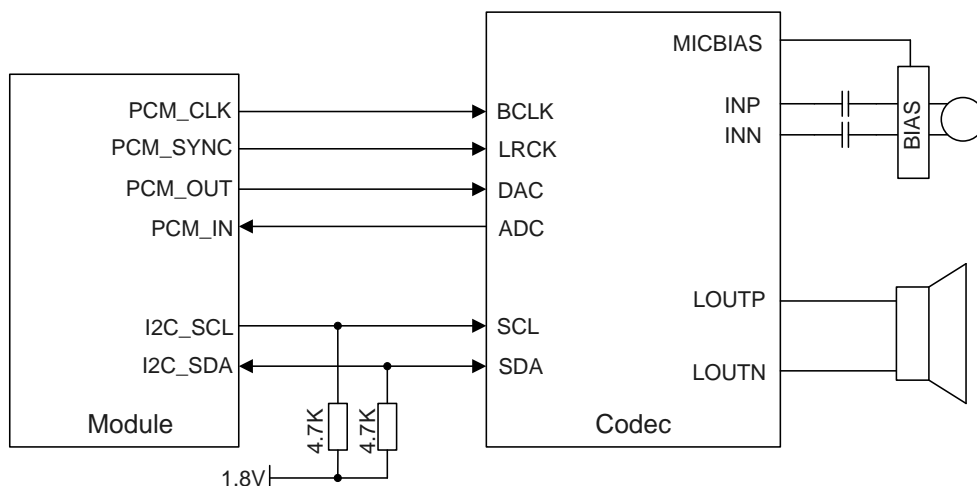 MICBIAS
PCM_CLK
BCLK
INP
PCM_SYNC
LRCK
INN
BIAS
PCM_OUT
DAC
PCM_IN
ADC
LOUTP
I2C_SCL
SCL
I2C_SDA
SDA
LOUTN
4.7K
4.7K
Module
Codec
1.8V